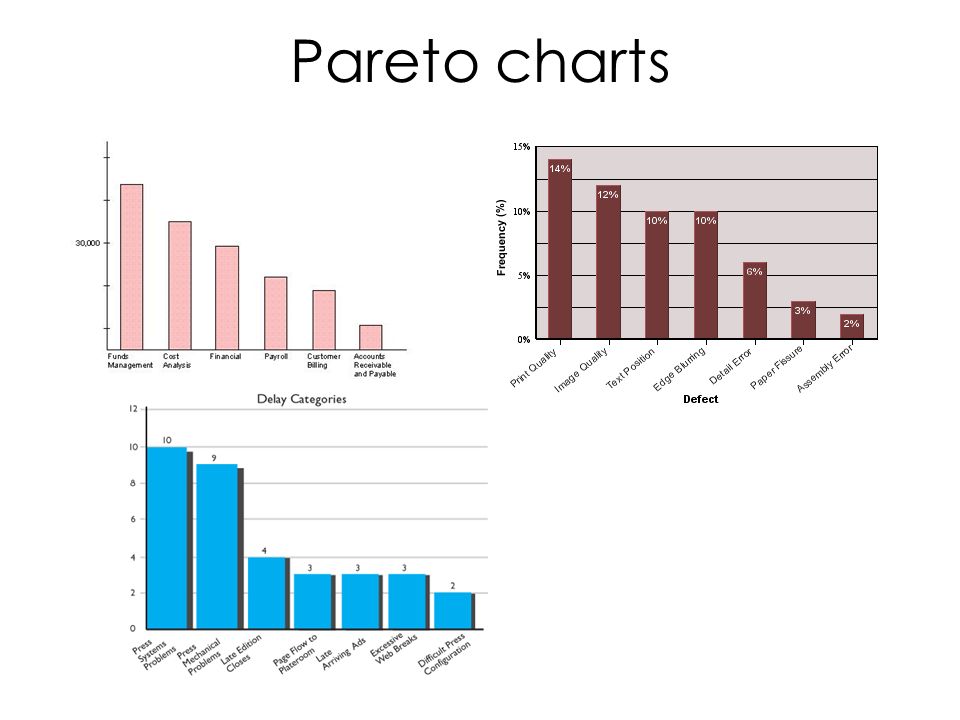 Pareto charts
30,000
Funds
Management
Cost
Analysis
Financial
Payroll
Customer
Billing
Accounts
Receivable
and Payable
15%
10%
5%
0%
Frequency (%)
14%
12%
10%
10%
6%
3%
2%
Print Quality
Image Quality
Text Position
Edge Blurring
Detail Error
Paper Fissure
Assembly Error
Defect
Delay Categories
12
10
8
6
4
2
0
10
9
4
3
3
3
2
Press
Systems
Problems
Press
Mechanical
Problems
Late Edition
Closes
Page Flow to
Plateroom
Late
Arriving Ads
Excessive
Web Breaks
Difficult Press
Configuration